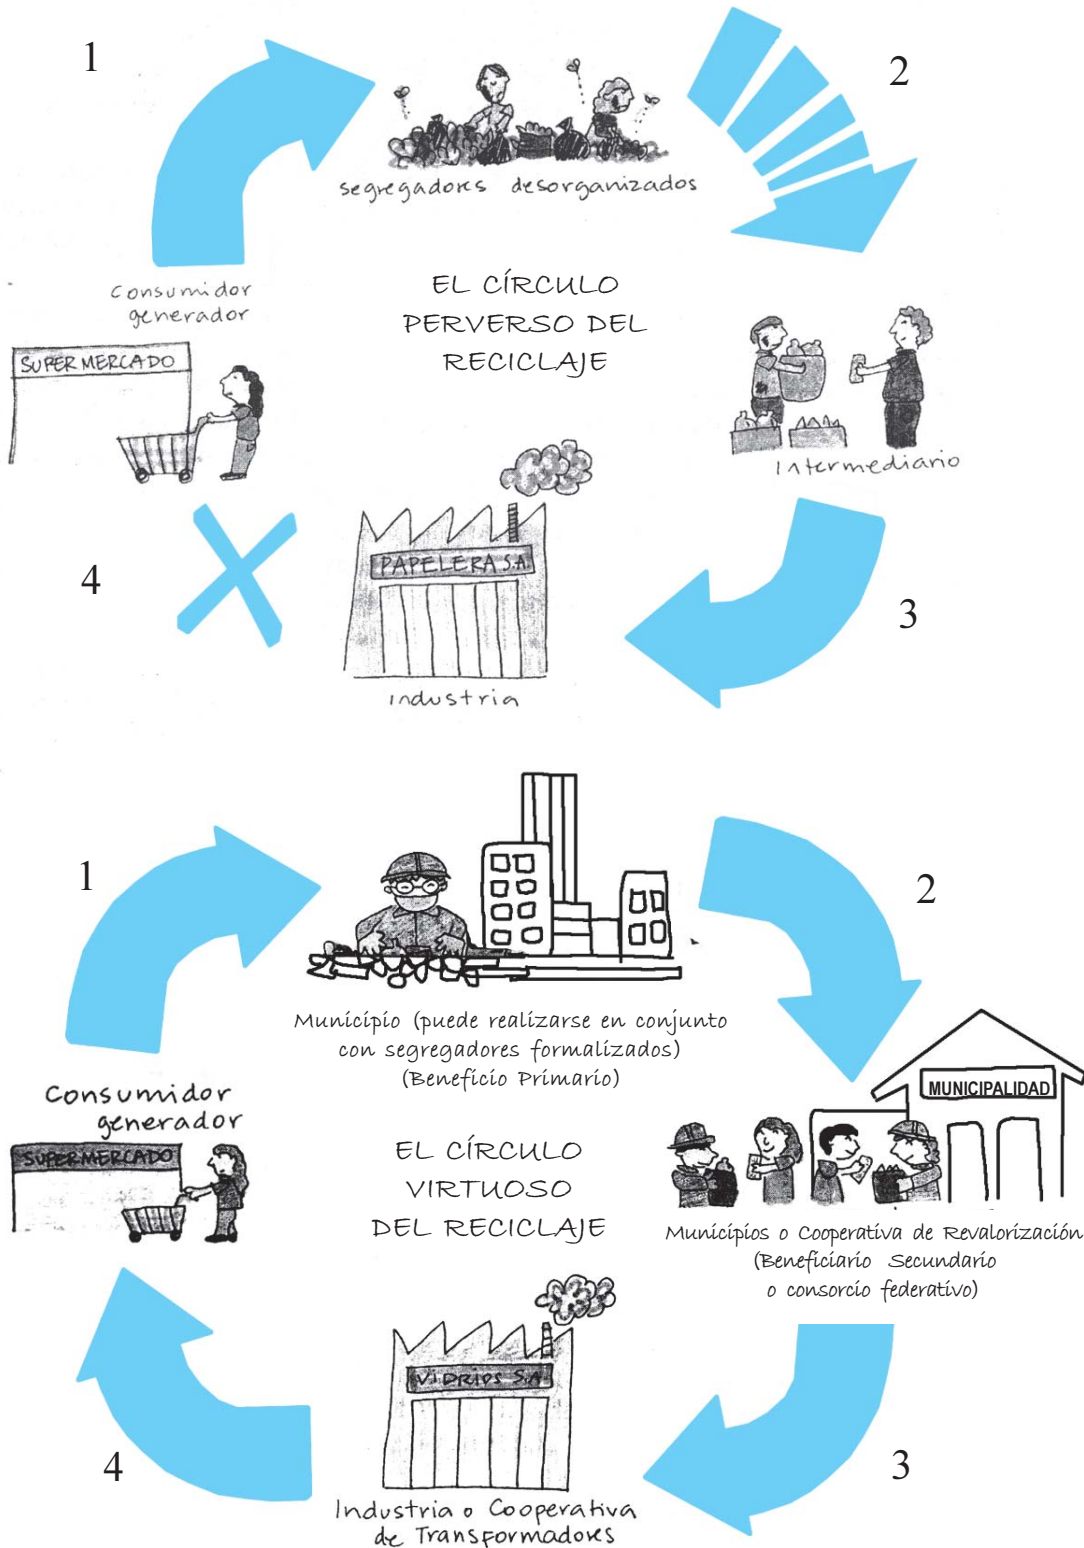 1
2
segregadores desorganizados
Consumidor
generador
EL CÍRCULO
PERVERSO DEL
RECICLAJE
SUPERMERCADO
Intermediario
PAPELERA S.A.
4
3
industria
1
2
Município (puede realizarse en conjunto
con segregadores formalizados)
(Beneficio Primario)
MUNICIPALIDAD
Consumidor
generador
SUPERMERCADO
EL CÍRCULO
VIRTUOSO
DEL RECICLAJE
Municípios o Cooperativa de Revalorización
(Beneficiario Secundario
o consorcio federativo)
VIDRIOS S.A
4
3
Industria o Cooperativa
de Transformadores